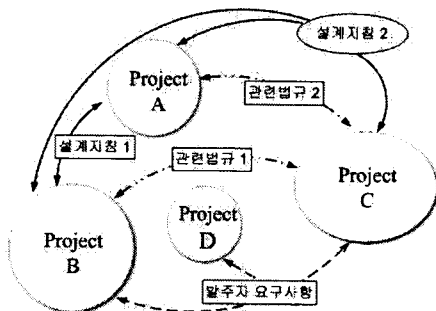 설계지침 2
Project
A
관련법규 2
설계지침 1
관련법규 1
Project
C
Project
B
Project
D
발주자 요구사항